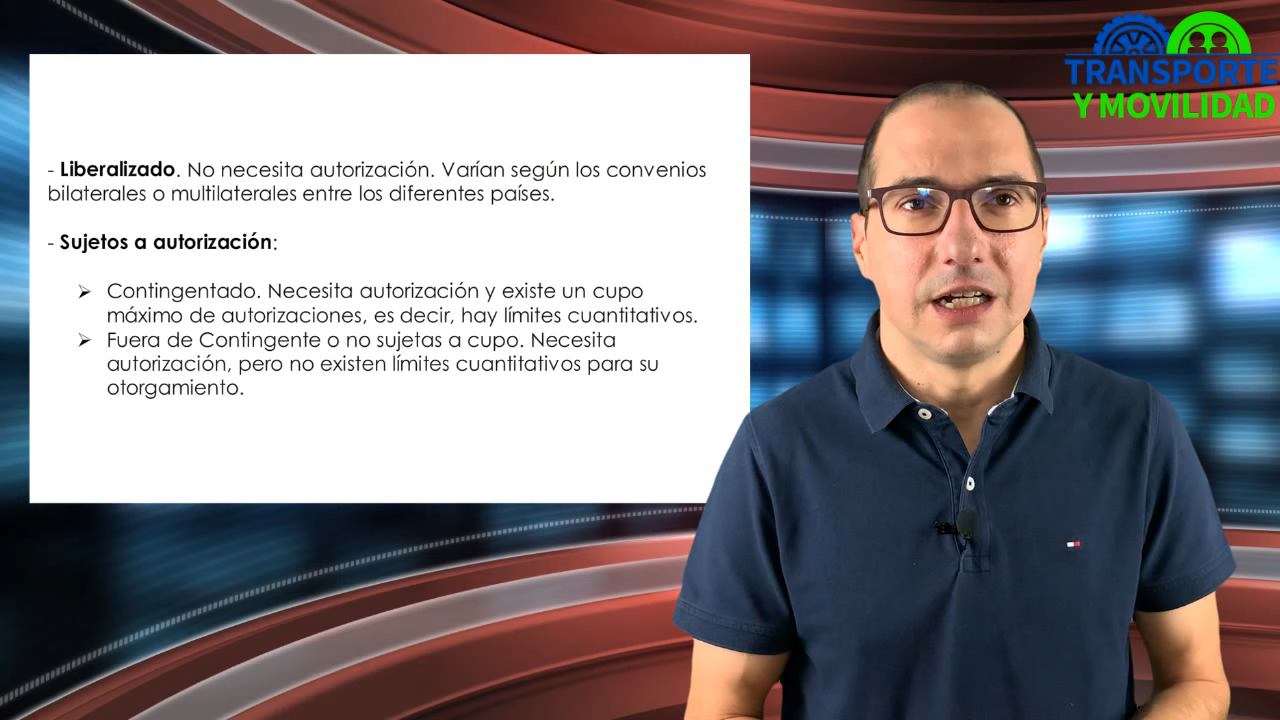 TRANSPORTE
Y MOVILIDAD
- Liberalizado. No necesita autorización. Varían según los convenios
bilaterales o multilaterales entre los diferentes países.
- Sujetos a autorización:
➢ Contingentado. Necesita autorización y existe un cupo
máximo de autorizaciones, es decir, hay límites cuantitativos.
➢ Fuera de Contingente o no sujetas a cupo. Necesita
autorización, pero no existen límites cuantitativos para su
otorgamiento.